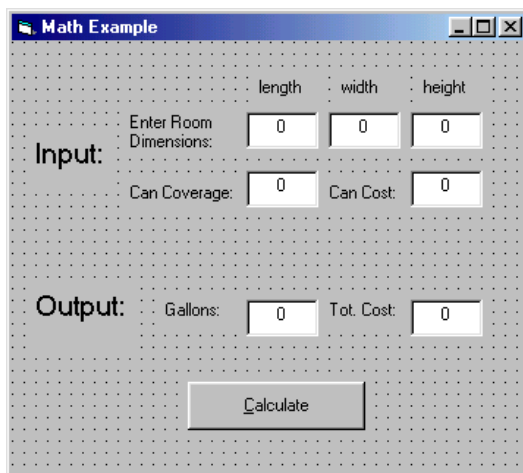 Math Example
length width height
Input:
Enter Room
Dimensions:
0 0 0
Can Coverage: 0 Can Cost: 0
Output: Gallons: 0 Tot. Cost: 0
Calculate